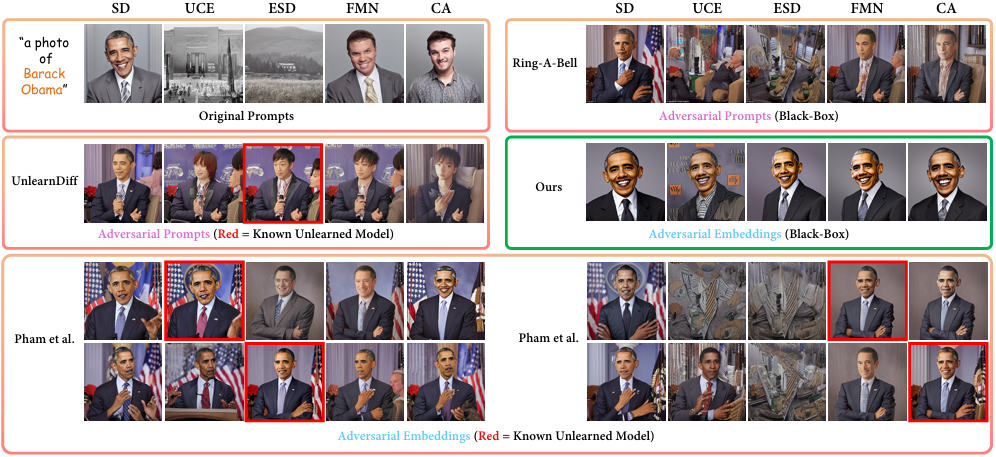 SD UCE ESD FMN CA
"a photo
of
Barack
Obama"
Original Prompts
SD UCE ESD FMN CA
Ring-A-Bell
Adversarial Prompts (Black-Box)
UnlearnDiff
Adversarial Prompts (Red = Known Unlearned Model)
Ours
Adversarial Embeddings (Black-Box)
Pham et al.
Pham et al.
Adversarial Embeddings (Red = Known Unlearned Model)